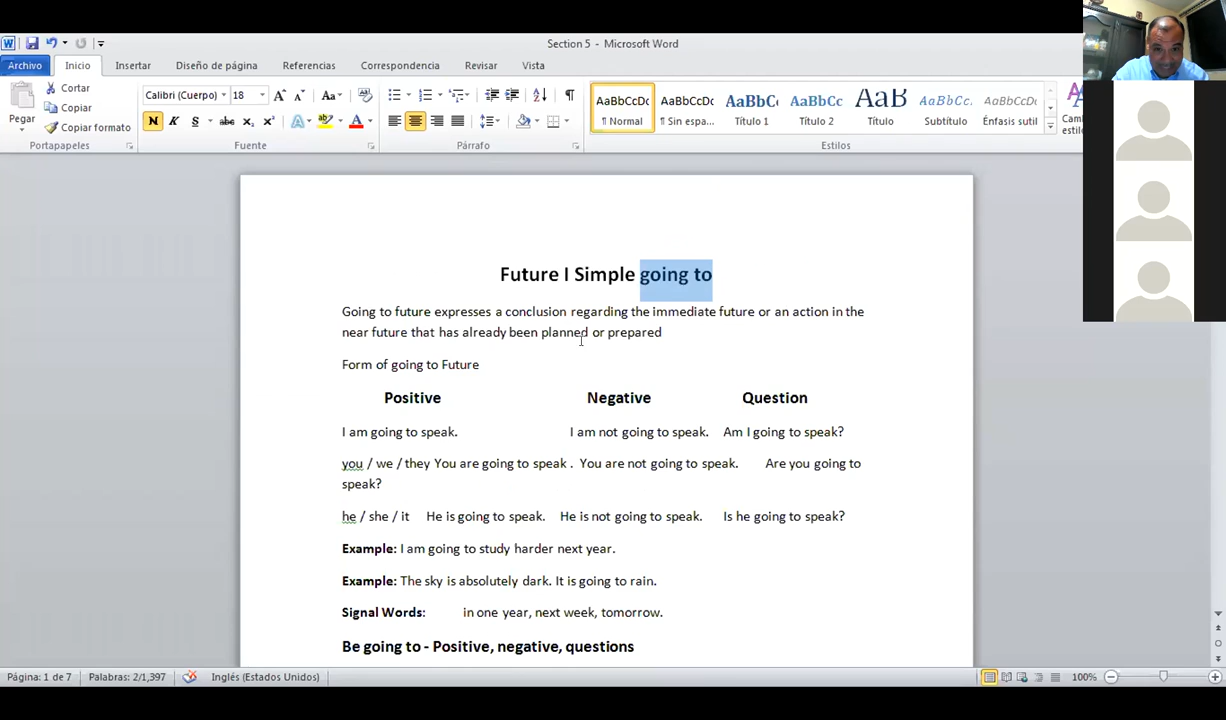 Section 5 - Microsoft Word
Archivo Inicio Insertar Diseño de página Referencias Correspondencia Revisar Vista
Pegar
Cortar
Copiar
Copiar formato
Portapapeles
Calibri (Cuerpo) 18
Fuente
Párrafo
AaBbCcDc AaBbCcDc AaBbC AaBbCc AaB AaBbCc. AaBbCcDc
¶ Normal ¶ Sin espa... Título 1 Título 2 Título Subtítulo Énfasis sutil
Estilos
Future I Simple going to
Going to future expresses a conclusion regarding the immediate future or an action in the
near future that has already been planned or prepared
Form of going to Future
Positive Negative Question
I am going to speak. I am not going to speak. Am I going to speak?
you / we / they You are going to speak . You are not going to speak. Are you going to
speak?
he / she / it He is going to speak. He is not going to speak. Is he going to speak?
Example: I am going to study harder next year.
Example: The sky is absolutely dark. It is going to rain.
Signal Words: in one year, next week, tomorrow.
Be going to - Positive, negative, questions
Página: 1 de 7 Palabras: 2/1,397 Inglés (Estados Unidos) 100%